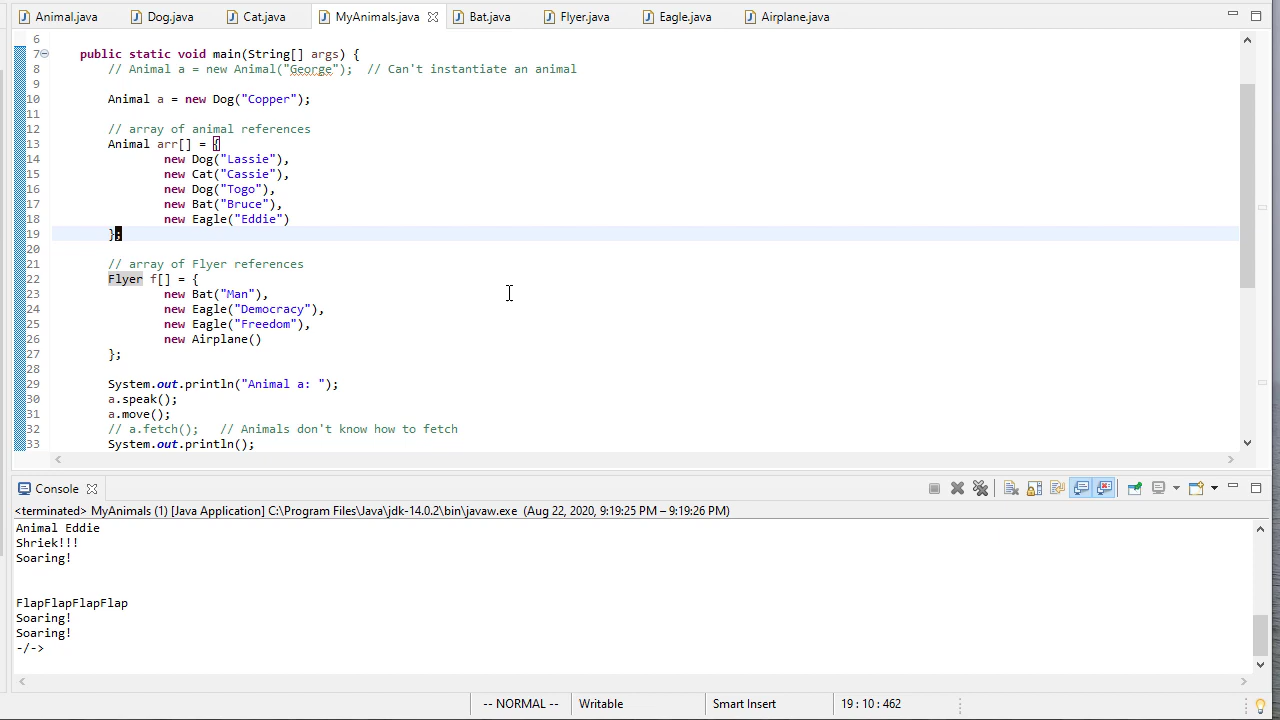 Animal.java Dog.java Cat.java MyAnimals.java Bat.java Flyer.java Eagle.java Airplane.java
6
7 public static void main(String[] args) {
8 // Animal a = new Animal("George"); // Can't instantiate an animal
9
10 Animal a = new Dog("Copper");
11
12 // array of animal references
13 Animal arr[] = {
14 new Dog("Lassie"),
15 new Cat("Cassie"),
16 new Dog("Togo"),
17 new Bat("Bruce"),
18 new Eagle("Eddie")
19 };
20
21 // array of Flyer references
22 Flyer f[] = {
23 new Bat("Man"),
24 new Eagle("Democracy"),
25 new Eagle("Freedom"),
26 new Airplane()
27 };
28
29 System.out.println("Animal a: ");
30 a.speak();
31 a.move();
32 // a.fetch(); // Animals don't know how to fetch
33 System.out.println();
Console
<terminated> MyAnimals (1) [Java Application] C:\Program Files\Java\jdk-14.0.2\bin\javaw.exe (Aug 22, 2020, 9:19:25 PM – 9:19:26 PM)
Animal Eddie
Shriek!!!
Soaring!
FlapFlapFlapFlap
Soaring!
Soaring!
-/->
-- NORMAL -- Writable Smart Insert 19 : 10 : 462